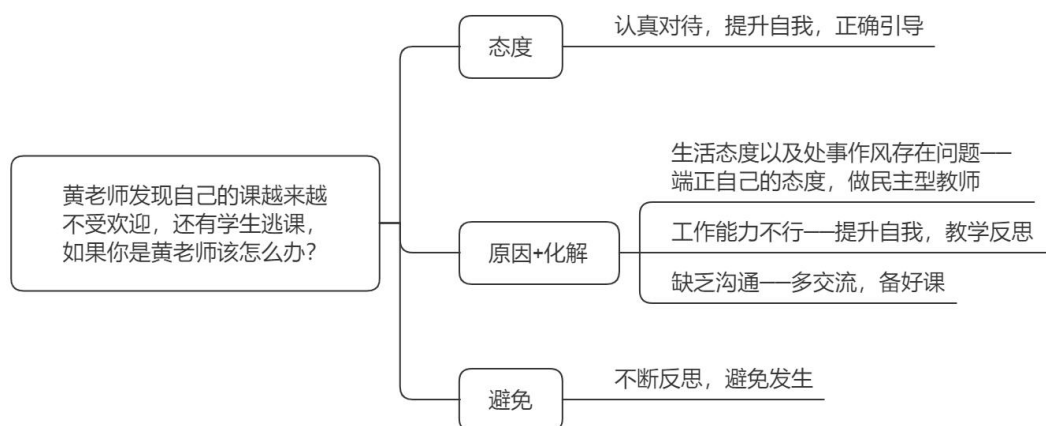 态度
认真对待，提升自我，正确引导
黄老师发现自己的课越来越
不受欢迎，还有学生逃课，
如果你是黄老师该怎么办？
原因+化解
生活态度以及处事作风存在问题——
端正自己的态度，做民主型教师
工作能力不行——提升自我，教学反思
缺乏沟通——多交流，备好课
避免
不断反思，避免发生